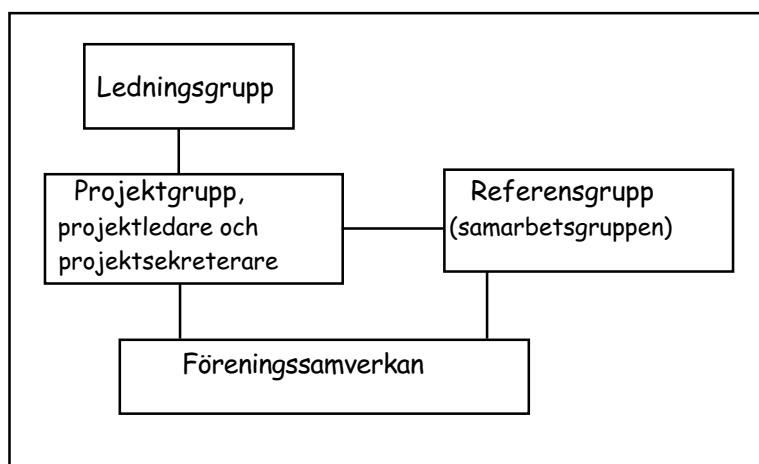 Ledningsgrupp
Projektgrupp,
projektledare och
projektsekreterare
Referensgrupp
(samarbetsgruppen)
Föreningssamverkan